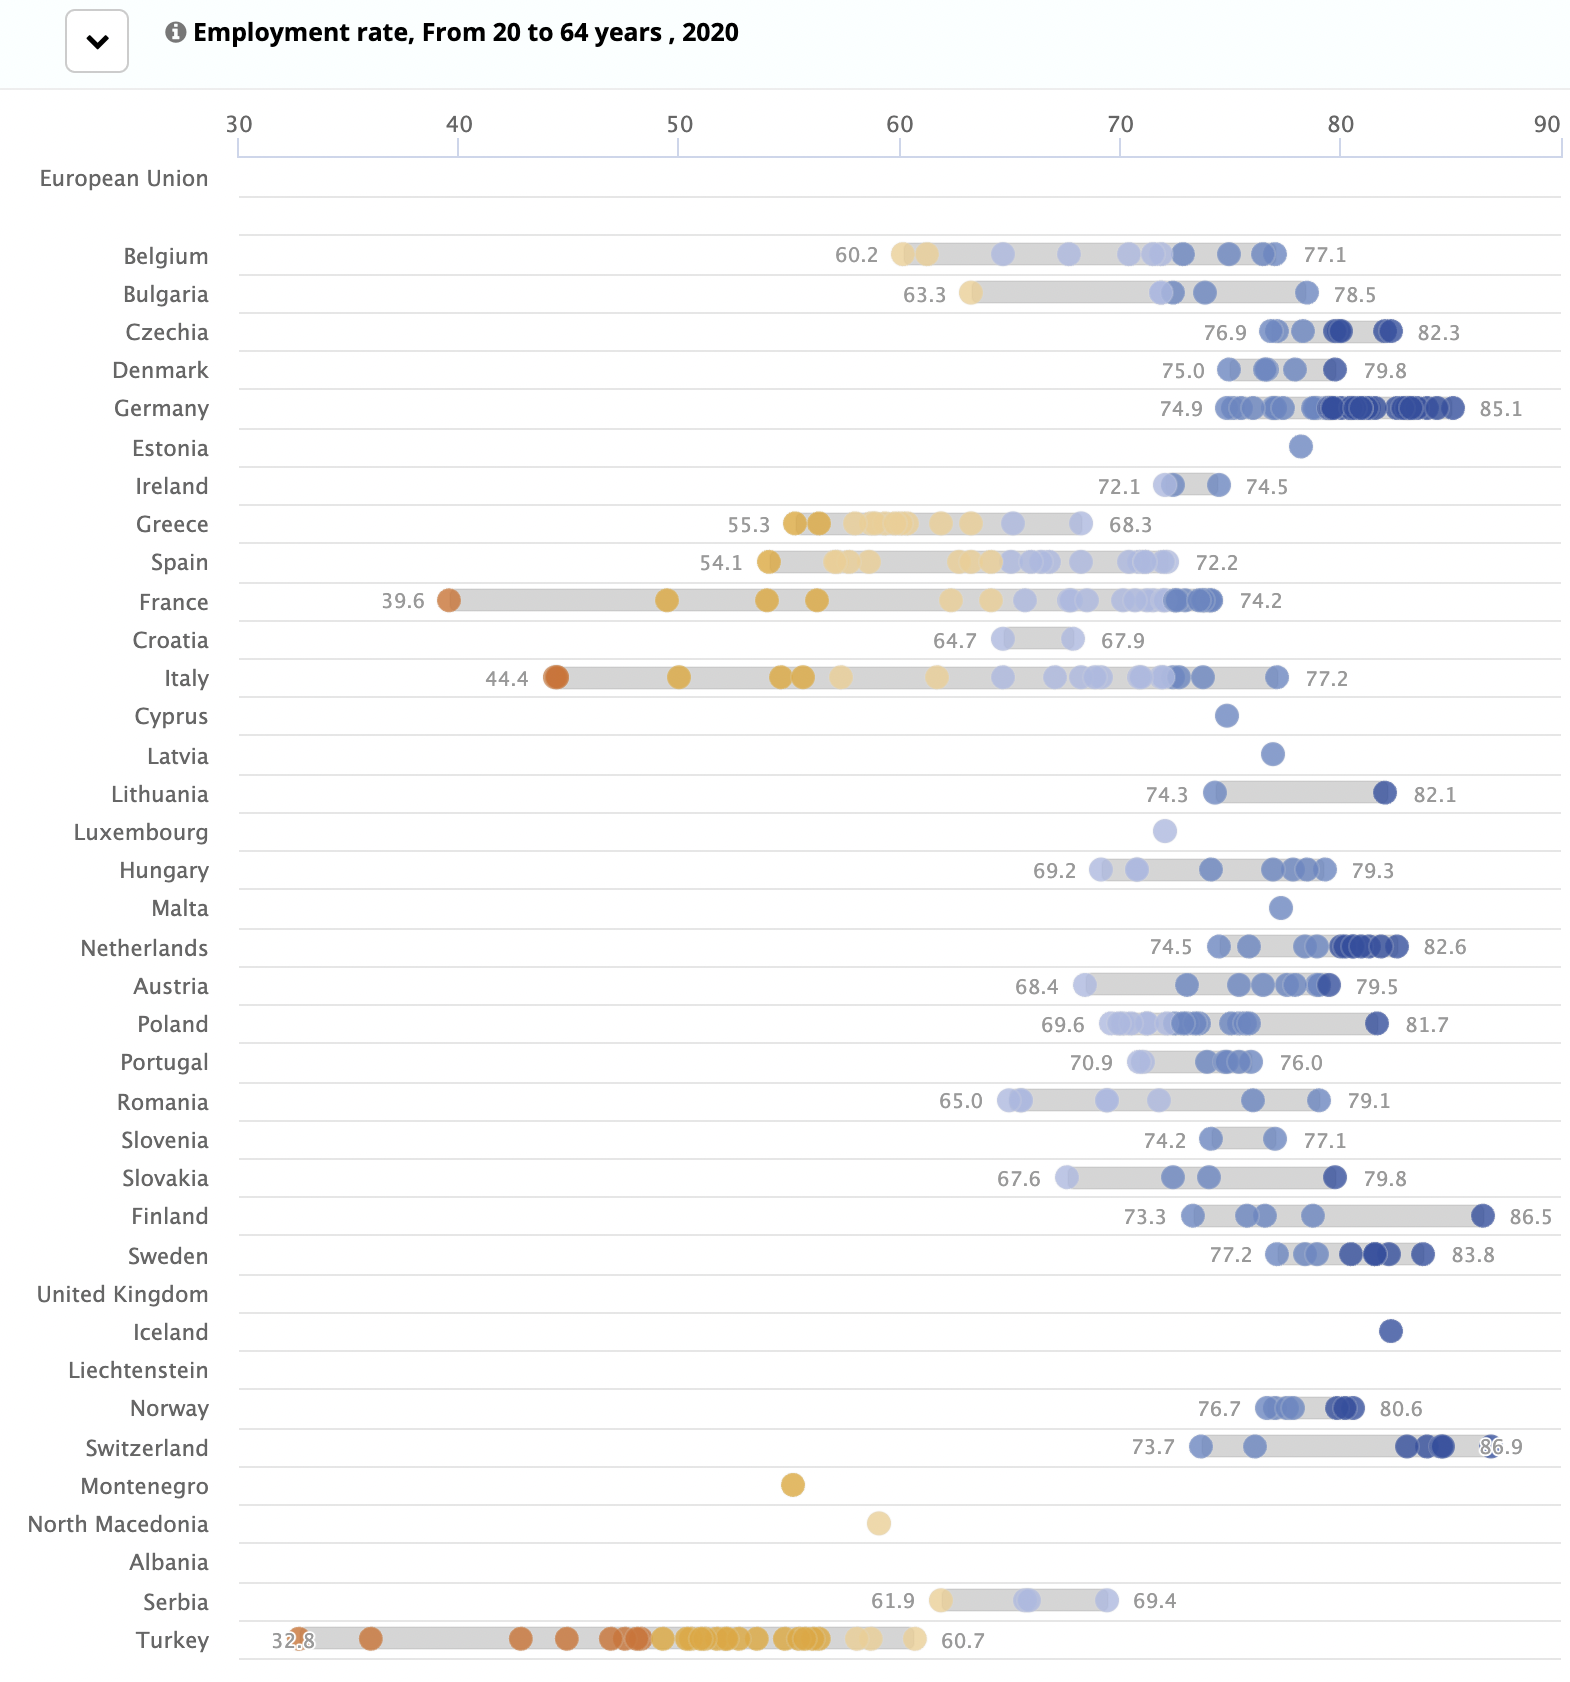 Employment rate, From 20 to 64 years , 2020
30 40 50 60 70 80 90
European Union
Belgium 60.2 77.1
Bulgaria 63.3 78.5
Czechia 76.9 82.3
Denmark 75.0 79.8
Germany 74.9 85.1
Estonia
Ireland 72.1 74.5
Greece 55.3 68.3
Spain 54.1 72.2
France 39.6 74.2
Croatia 64.7 67.9
Italy 44.4 77.2
Cyprus
Latvia
Lithuania 74.3 82.1
Luxembourg
Hungary 69.2 79.3
Malta
Netherlands 74.5 82.6
Austria 68.4 79.5
Poland 69.6 81.7
Portugal 70.9 76.0
Romania 65.0 79.1
Slovenia 74.2 77.1
Slovakia 67.6 79.8
Finland 73.3 86.5
Sweden 77.2 83.8
United Kingdom
Iceland
Liechtenstein
Norway 76.7 80.6
Switzerland 73.7 86.9
Montenegro
North Macedonia
Albania
Serbia 61.9 69.4
Turkey 32.8 60.7